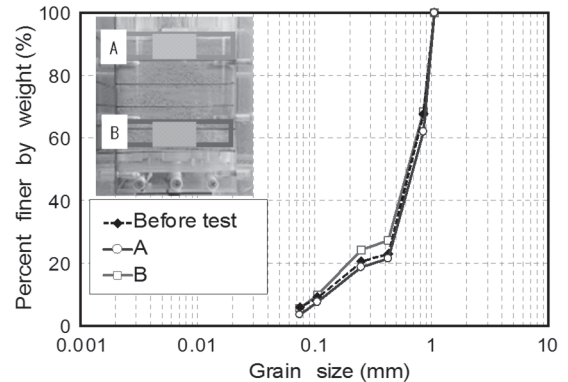 Percent finer by weight (%)
100
80
60
40
20
0
A
B
Before test
A
B
0.001
0.01
0.1
1
10
Grain size (mm)